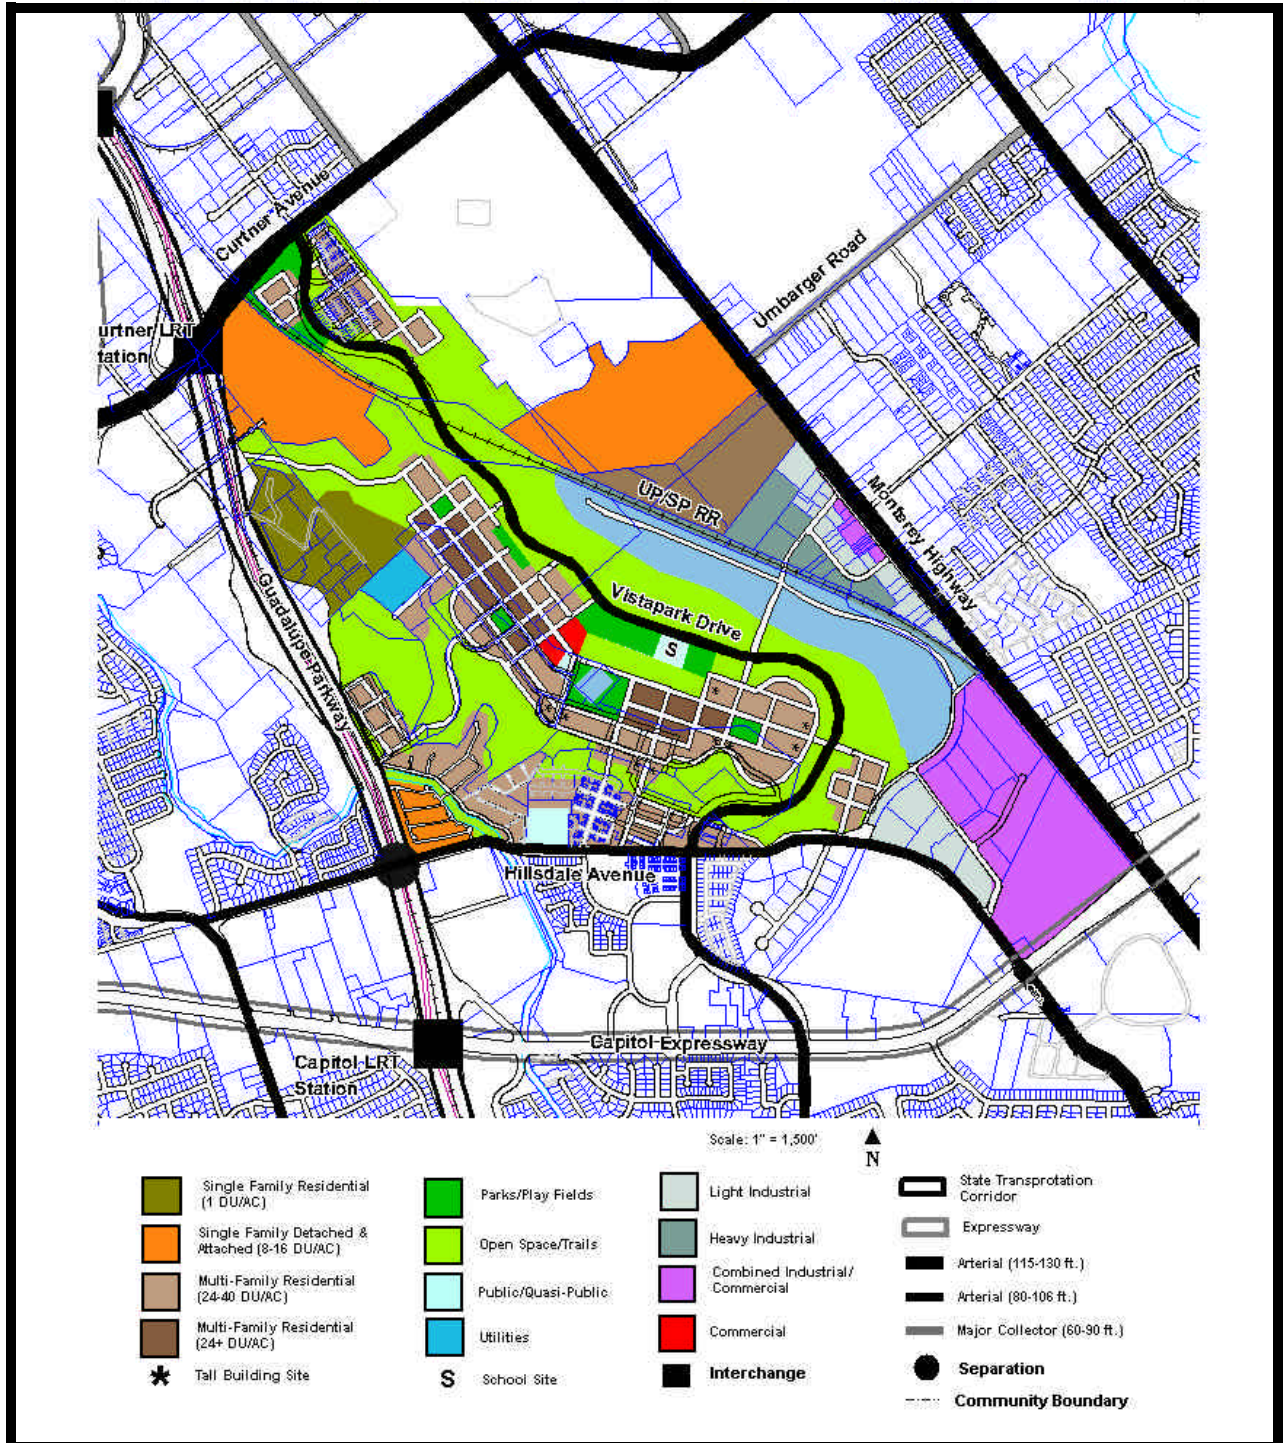 Curtner Avenue
Umbarger Road
urtner LRT
tation
UP/SP RR
Monterey Highway
Guadalupe Parkway
Vistapark Drive
S
Hillsdale Avenue
Capitol Expressway
Capitol LRT
Station
Scale: 1" = 1,500'
N
Single Family Residential
(1 DU/AC)
Single Family Detached &
Attached (8-16 DU/AC)
Multi-Family Residential
(24-40 DU/AC)
Multi-Family Residential
(24+ DU/AC)
Tall Building Site
Parks/Play Fields
Open Space/Trails
Public/Quasi-Public
Utilities
S School Site
Light Industrial
Heavy Industrial
Combined Industrial/
Commercial
Commercial
Interchange
State Transprotation
Corridor
Expressway
Arterial (115-130 ft.)
Arterial (80-106 ft.)
Major Collector (60-90 ft.)
Separation
Community Boundary